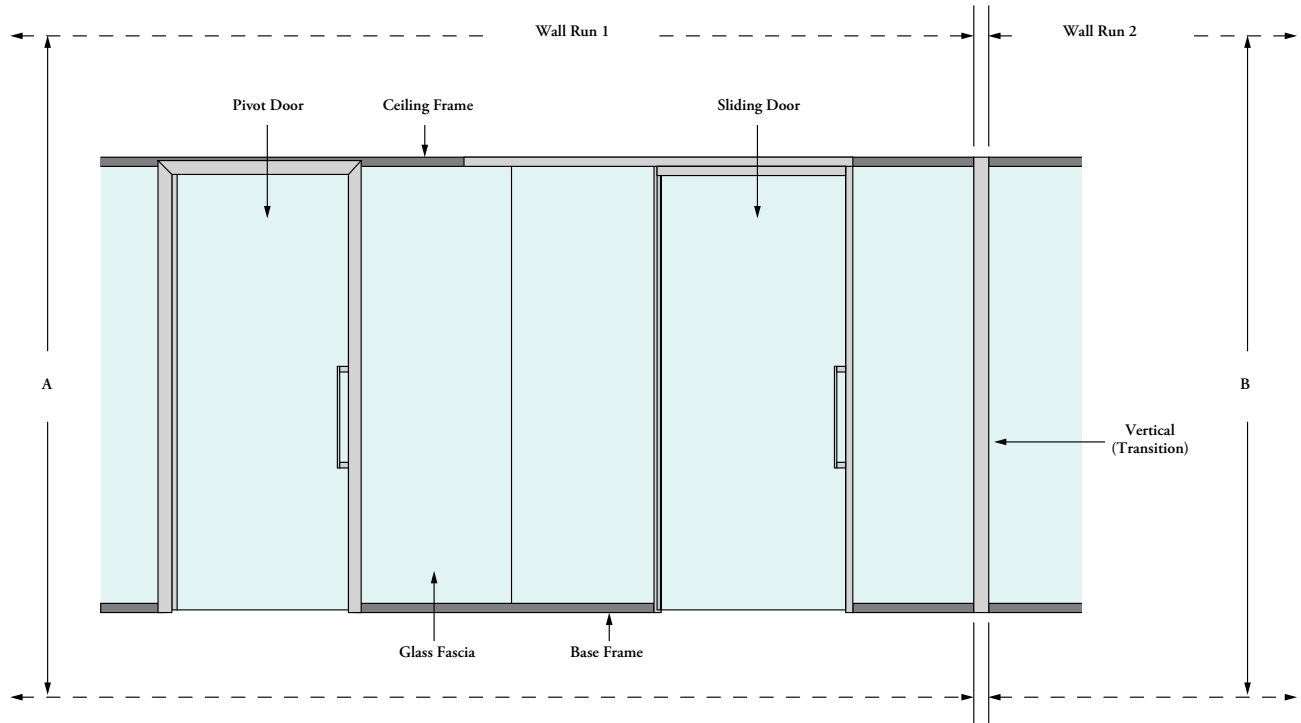 Wall Run 1
Wall Run 2
Pivot Door
Ceiling Frame
Sliding Door
A
B
Vertical
(Transition)
Glass Fascia
Base Frame